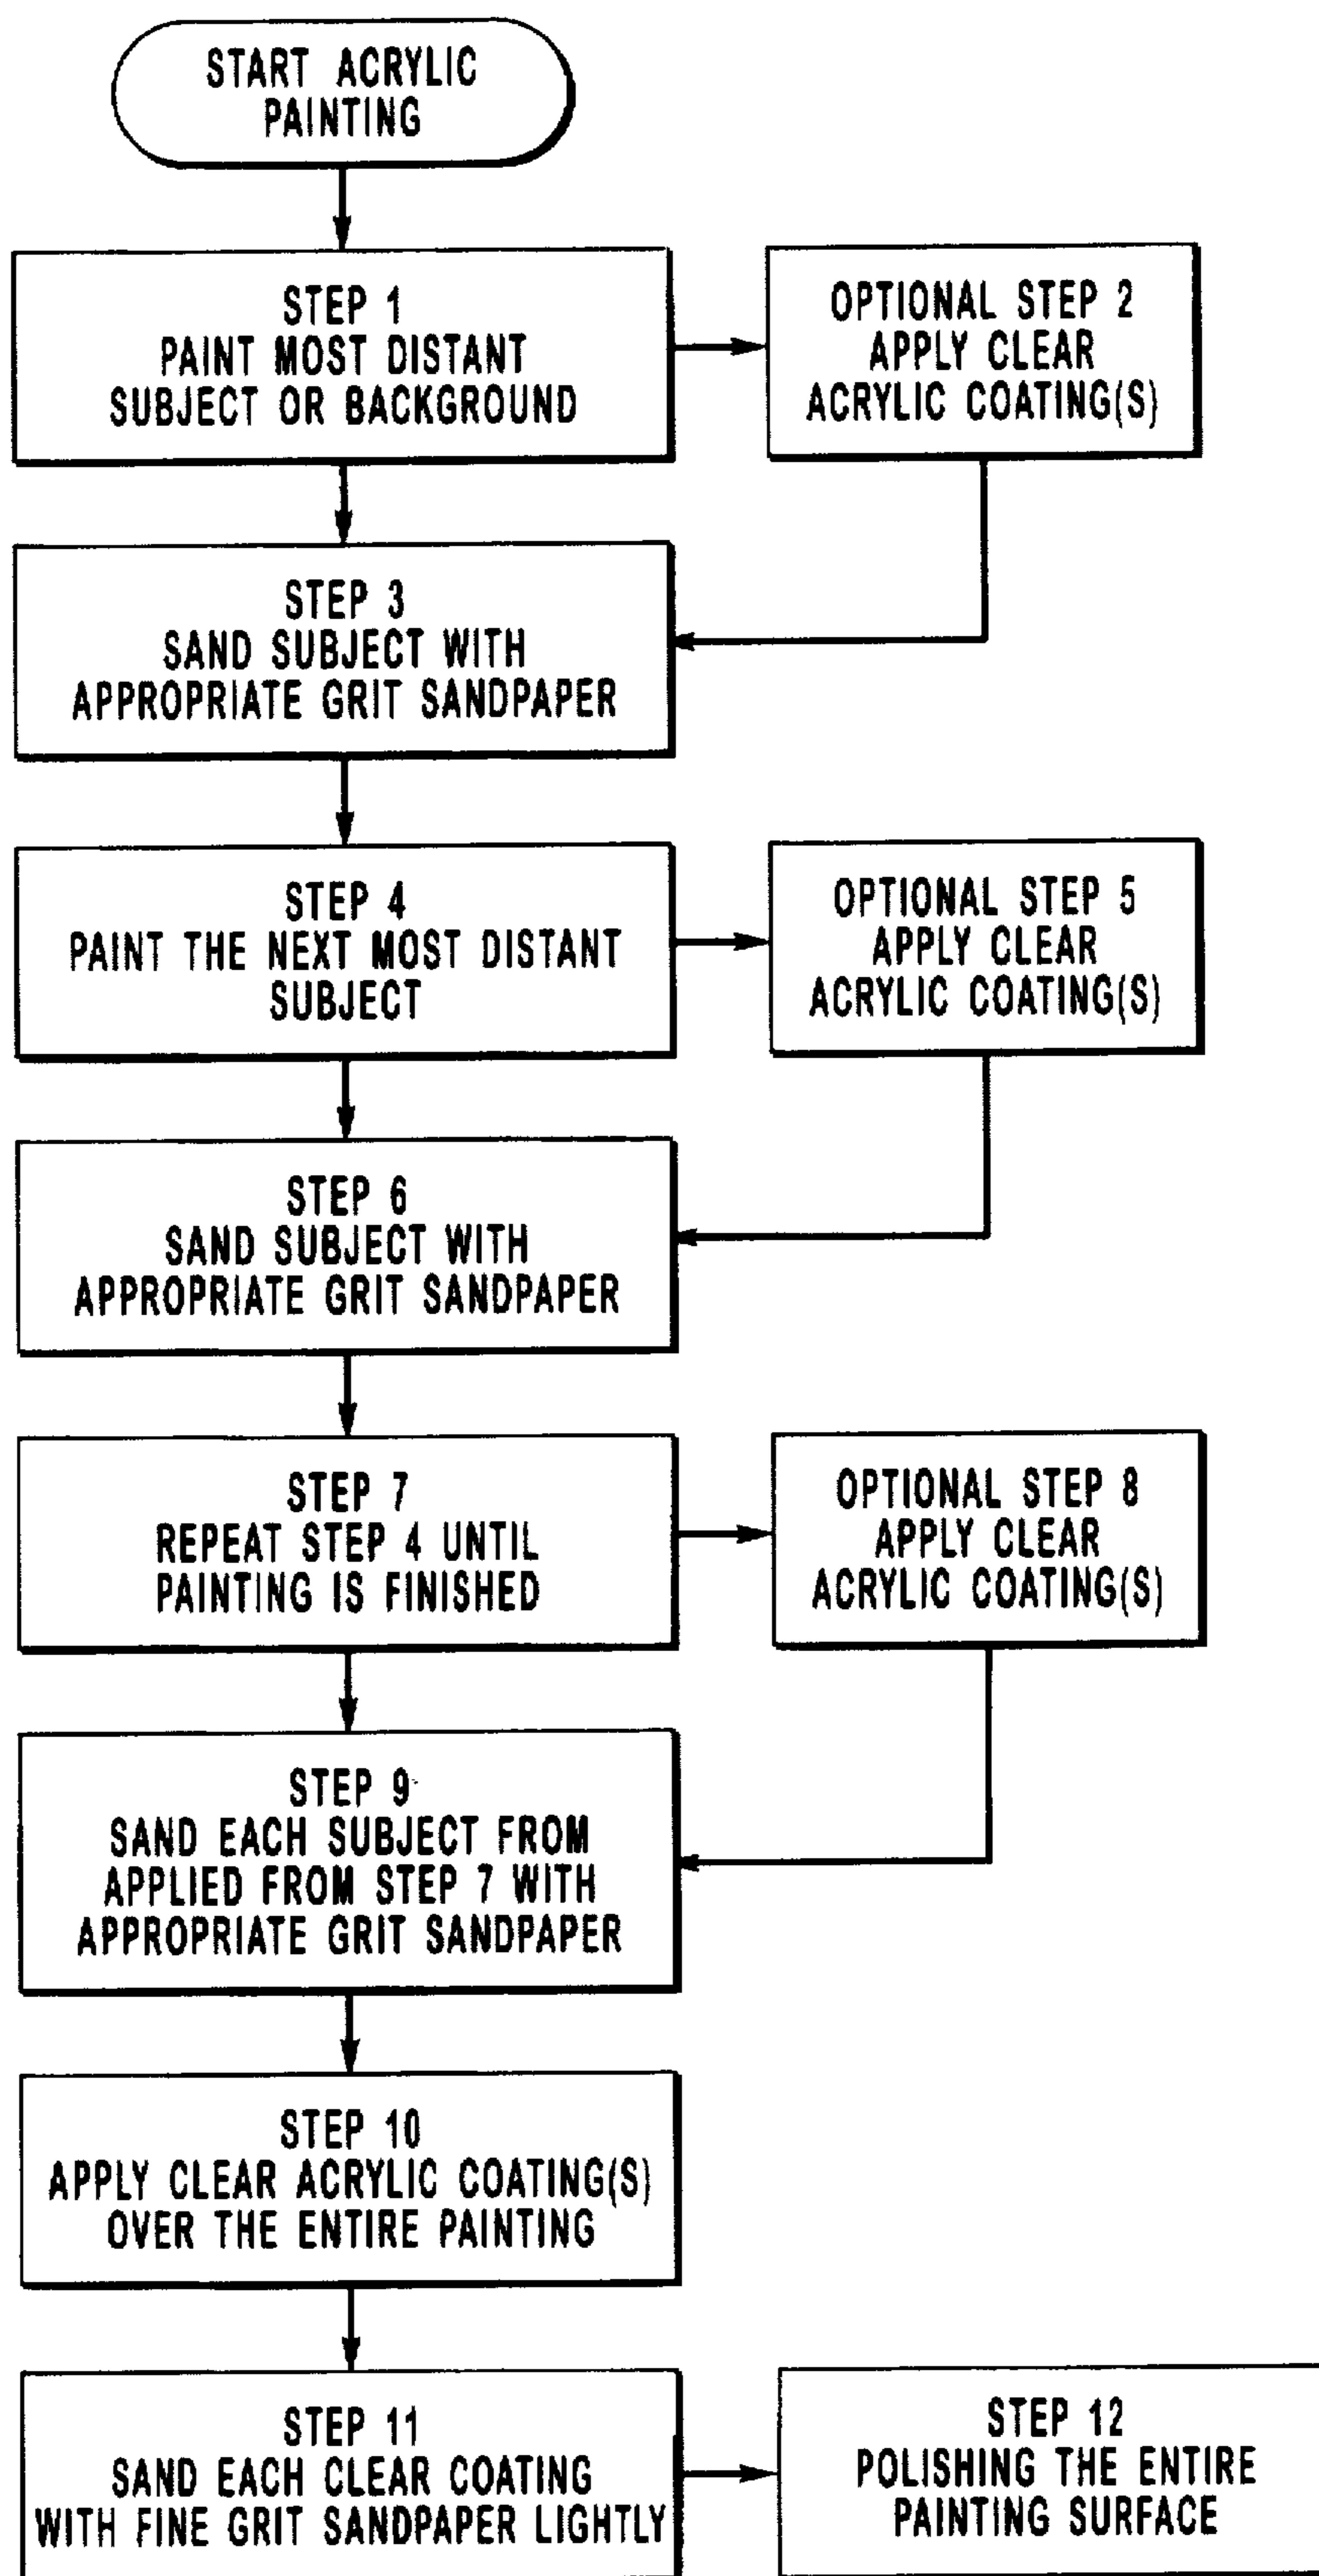 START ACRYLIC
PAINTING
STEP 1
PAINT MOST DISTANT
SUBJECT OR BACKGROUND
OPTIONAL STEP 2
APPLY CLEAR
ACRYLIC COATING(S)
STEP 3
SAND SUBJECT WITH
APPROPRIATE GRIT SANDPAPER
STEP 4
PAINT THE NEXT MOST DISTANT
SUBJECT
OPTIONAL STEP 5
APPLY CLEAR
ACRYLIC COATING(S)
STEP 6
SAND SUBJECT WITH
APPROPRIATE GRIT SANDPAPER
STEP 7
REPEAT STEP 4 UNTIL
PAINTING IS FINISHED
OPTIONAL STEP 8
APPLY CLEAR
ACRYLIC COATING(S)
STEP 9
SAND EACH SUBJECT FROM
APPLIED FROM STEP 7 WITH
APPROPRIATE GRIT SANDPAPER
STEP 10
APPLY CLEAR ACRYLIC COATING(S)
OVER THE ENTIRE PAINTING
STEP 11
SAND EACH CLEAR COATING
WITH FINE GRIT SANDPAPER LIGHTLY
STEP 12
POLISHING THE ENTIRE
PAINTING SURFACE